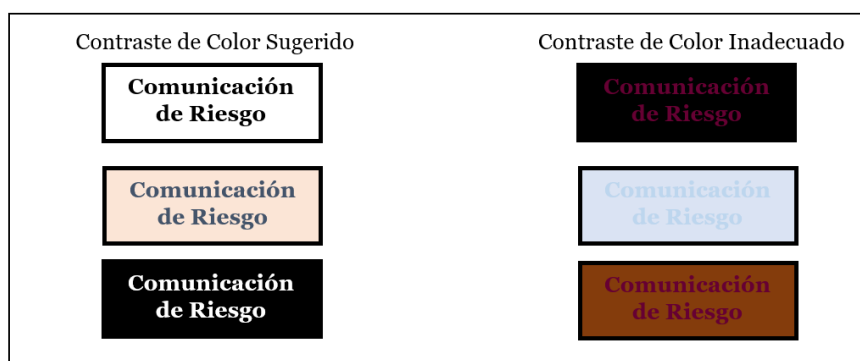 Contraste de Color Sugerido
Comunicación
de Riesgo
Comunicación
de Riesgo
Comunicación
de Riesgo
Contraste de Color Inadecuado
Comunicación
de Riesgo
Comunicación
de Riesgo
Comunicación
de Riesgo